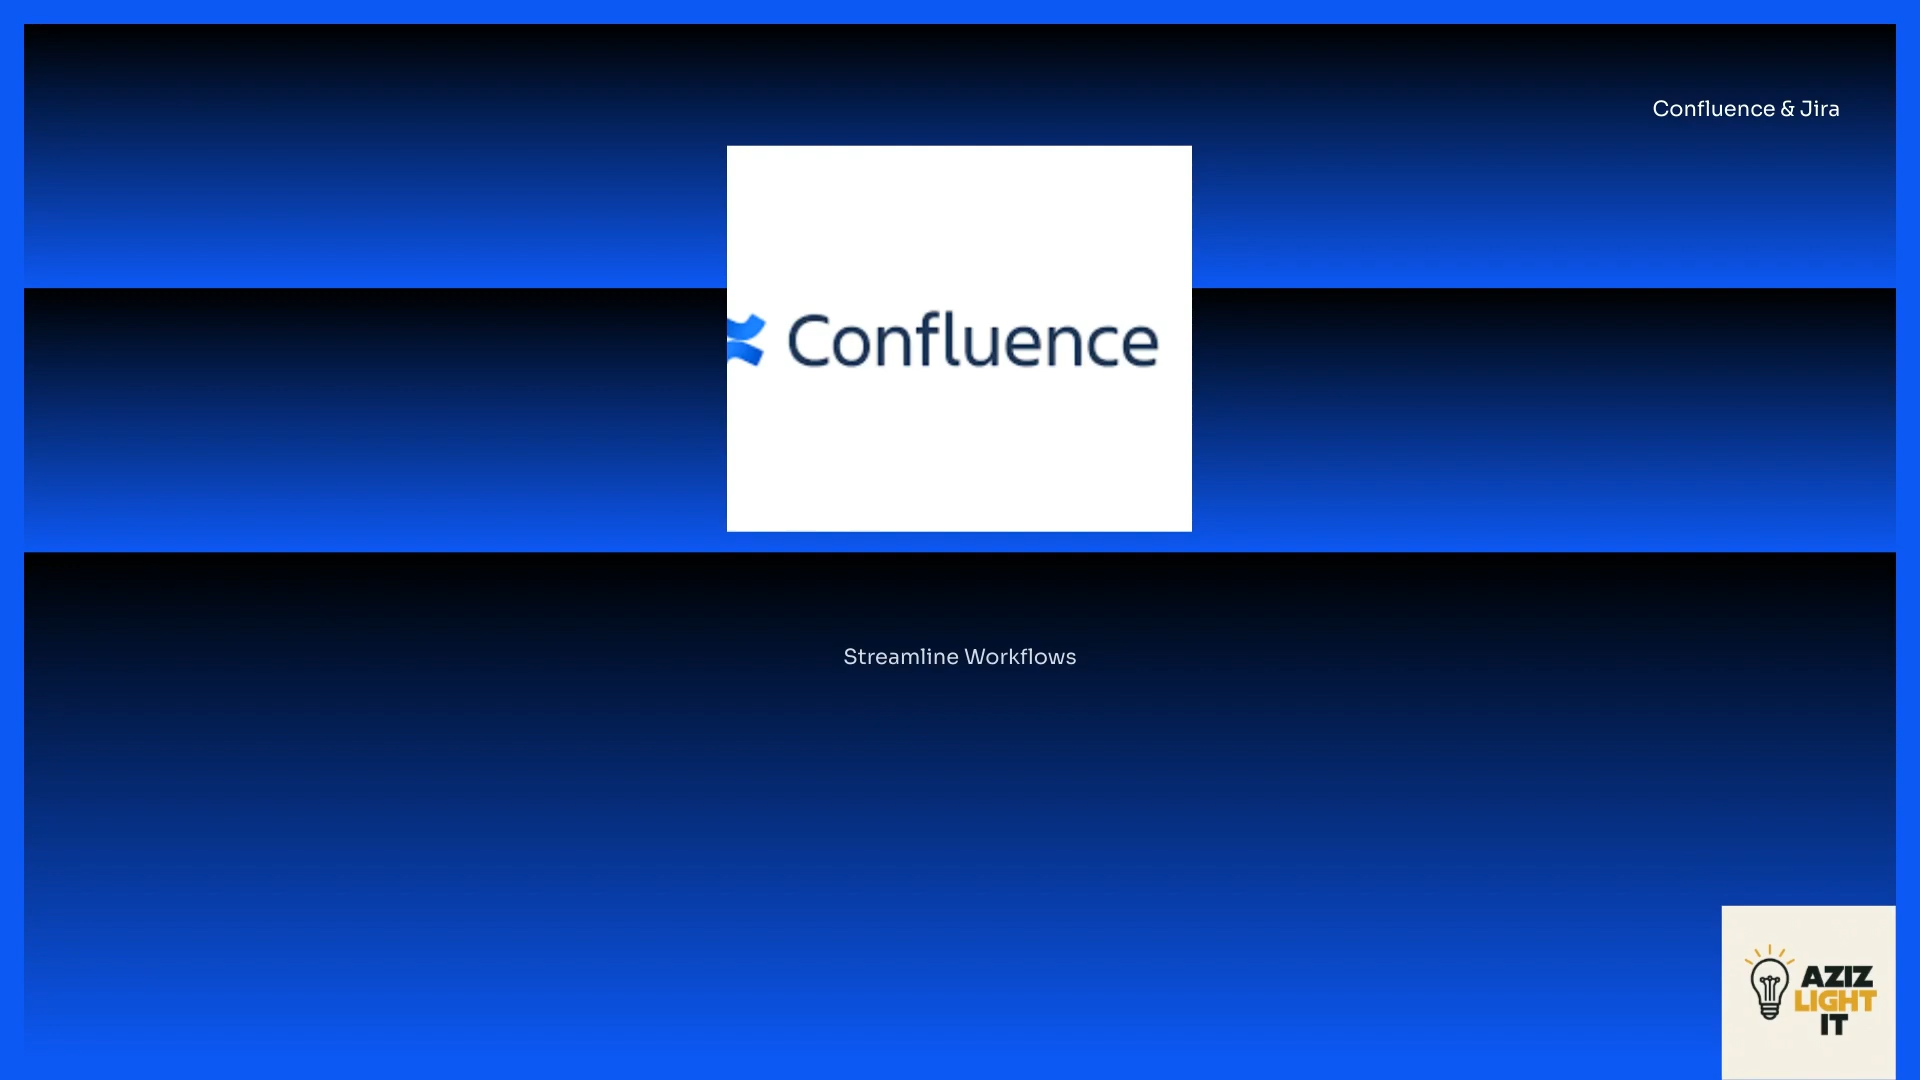 Confluence & Jira
Confluence
Streamline Workflows
AZIZ
LIGHT
IT